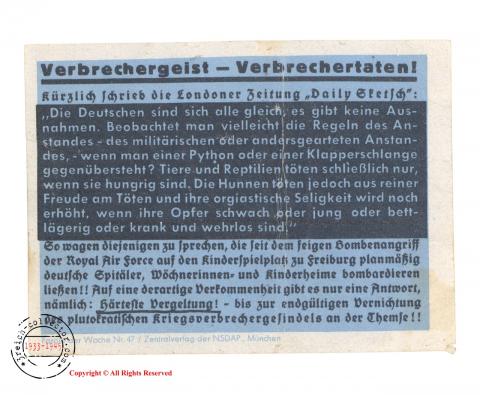 Verbrechergeist – Verbrechertaten!
Kürzlich schrieb die Londoner Zeitung „Daily Sketsch":
„Die Deutschen sind sich alle gleich, es gibt keine Aus-
nahmen. Beobachtet man vielleicht die Regeln des An-
standes - des militärischen oder andersgearteten Anstan-
des, - wenn man einer Python oder einer Klapperschlange
gegenübersteht? Tiere und Reptilien töten schließlich nur,
wenn sie hungrig sind. Die Hunnen töten jedoch aus reiner
Freude am Töten und ihre orgiastische Seligkeit wird noch
erhöht, wenn ihre Opfer schwach oder jung oder bett-
lägerig oder krank und wehrlos sind."
So wagen diejenigen zu sprechen, die seit dem feigen Bombenangriff
der Royal Air Force auf den Kinderspielplatz zu Freiburg planmäßig
deutsche Spitäler, Wöchnerinnen- und Kinderheime bombardieren
ließen!! Auf eine derartige Verkommenheit gibt es nur eine Antwort,
nämlich: Härteste Vergeltung! - bis zur endgültigen Vernichtung
des plutokratischen Kriegsverbrechergesindels an der Themse!!
der Woche Nr. 47 / Zentralverlag der NSDAP., München
3reich-collector.com
1933-1945
Copyright © All Rights Reserved